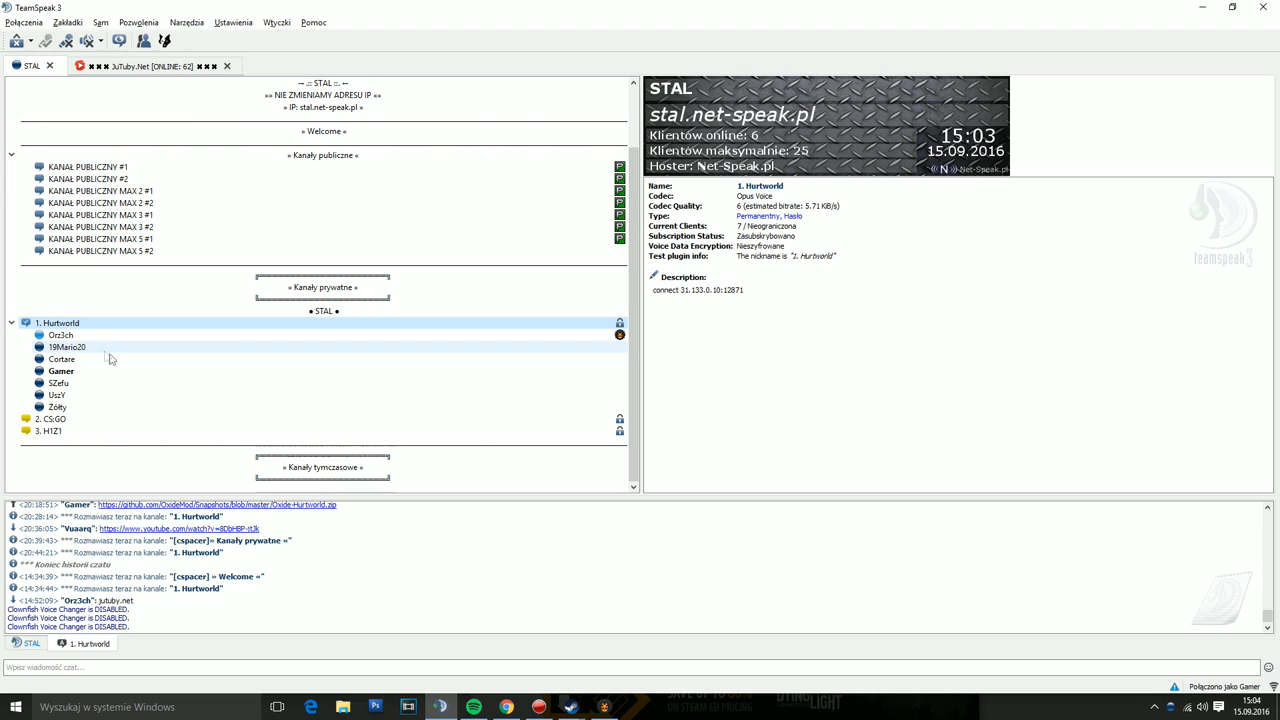 TeamSpeak 3
Połączenia Zakładki Sam Pozwolenia Narzędzia Ustawienia Wtyczki Pomoc
STAL ✖ ✖ ✖ JuTuby.Net [ONLINE: 62] ✖ ✖ ✖
→ .:: STAL ::. ←
»» NIE ZMIENIAMY ADRESU IP ««
» IP: stal.net-speak.pl «
» Welcome «
» Kanały publiczne «
KANAŁ PUBLICZNY #1
KANAŁ PUBLICZNY #2
KANAŁ PUBLICZNY MAX 2 #1
KANAŁ PUBLICZNY MAX 2 #2
KANAŁ PUBLICZNY MAX 3 #1
KANAŁ PUBLICZNY MAX 3 #2
KANAŁ PUBLICZNY MAX 5 #1
KANAŁ PUBLICZNY MAX 5 #2
» Kanały prywatne «
● STAL ●
1. Hurtworld
Orz3ch
19Mario20
Cortare
Gamer
SZefu
UszY
Żółty
2. CS:GO
3. H1Z1
» Kanały tymczasowe «
STAL
stal.net-speak.pl
Klientów online: 6
Klientów maksymalnie: 25
Hoster: Net-Speak.pl
15:03
15.09.2016
Net-Speak.pl
Name: 1. Hurtworld
Codec: Opus Voice
Codec Quality: 6 (estimated bitrate: 5.71 KiB/s)
Type: Permanentny, Hasło
Current Clients: 7 / Nieograniczona
Subscription Status: Zasubskrybowano
Voice Data Encryption: Nieszyfrowane
Test plugin info: The nickname is "1. Hurtworld"
Description:
connect 31.133.0.10:12871
teamspeak3
<20:18:51> "Gamer": https://github.com/OxideMod/Snapshots/blob/master/Oxide-Hurtworld.zip
<20:28:14> *** Rozmawiasz teraz na kanale: "1. Hurtworld"
<20:36:05> "Vuaarq": https://www.youtube.com/watch?v=8DbHBP-jtJk
<20:39:43> *** Rozmawiasz teraz na kanale: "[cspacer]» Kanały prywatne «"
<20:44:21> *** Rozmawiasz teraz na kanale: "1. Hurtworld"
*** Koniec historii czatu
<14:34:39> *** Rozmawiasz teraz na kanale: "[cspacer] » Welcome «"
<14:34:44> *** Rozmawiasz teraz na kanale: "1. Hurtworld"
<14:52:09> "Orz3ch": jutuby.net
Clownfish Voice Changer is DISABLED.
Clownfish Voice Changer is DISABLED.
Clownfish Voice Changer is DISABLED.
STAL 1. Hurtworld
Wpisz wiadomość czat...
Połączono jako Gamer
Wyszukaj w systemie Windows
15:04
15.09.2016